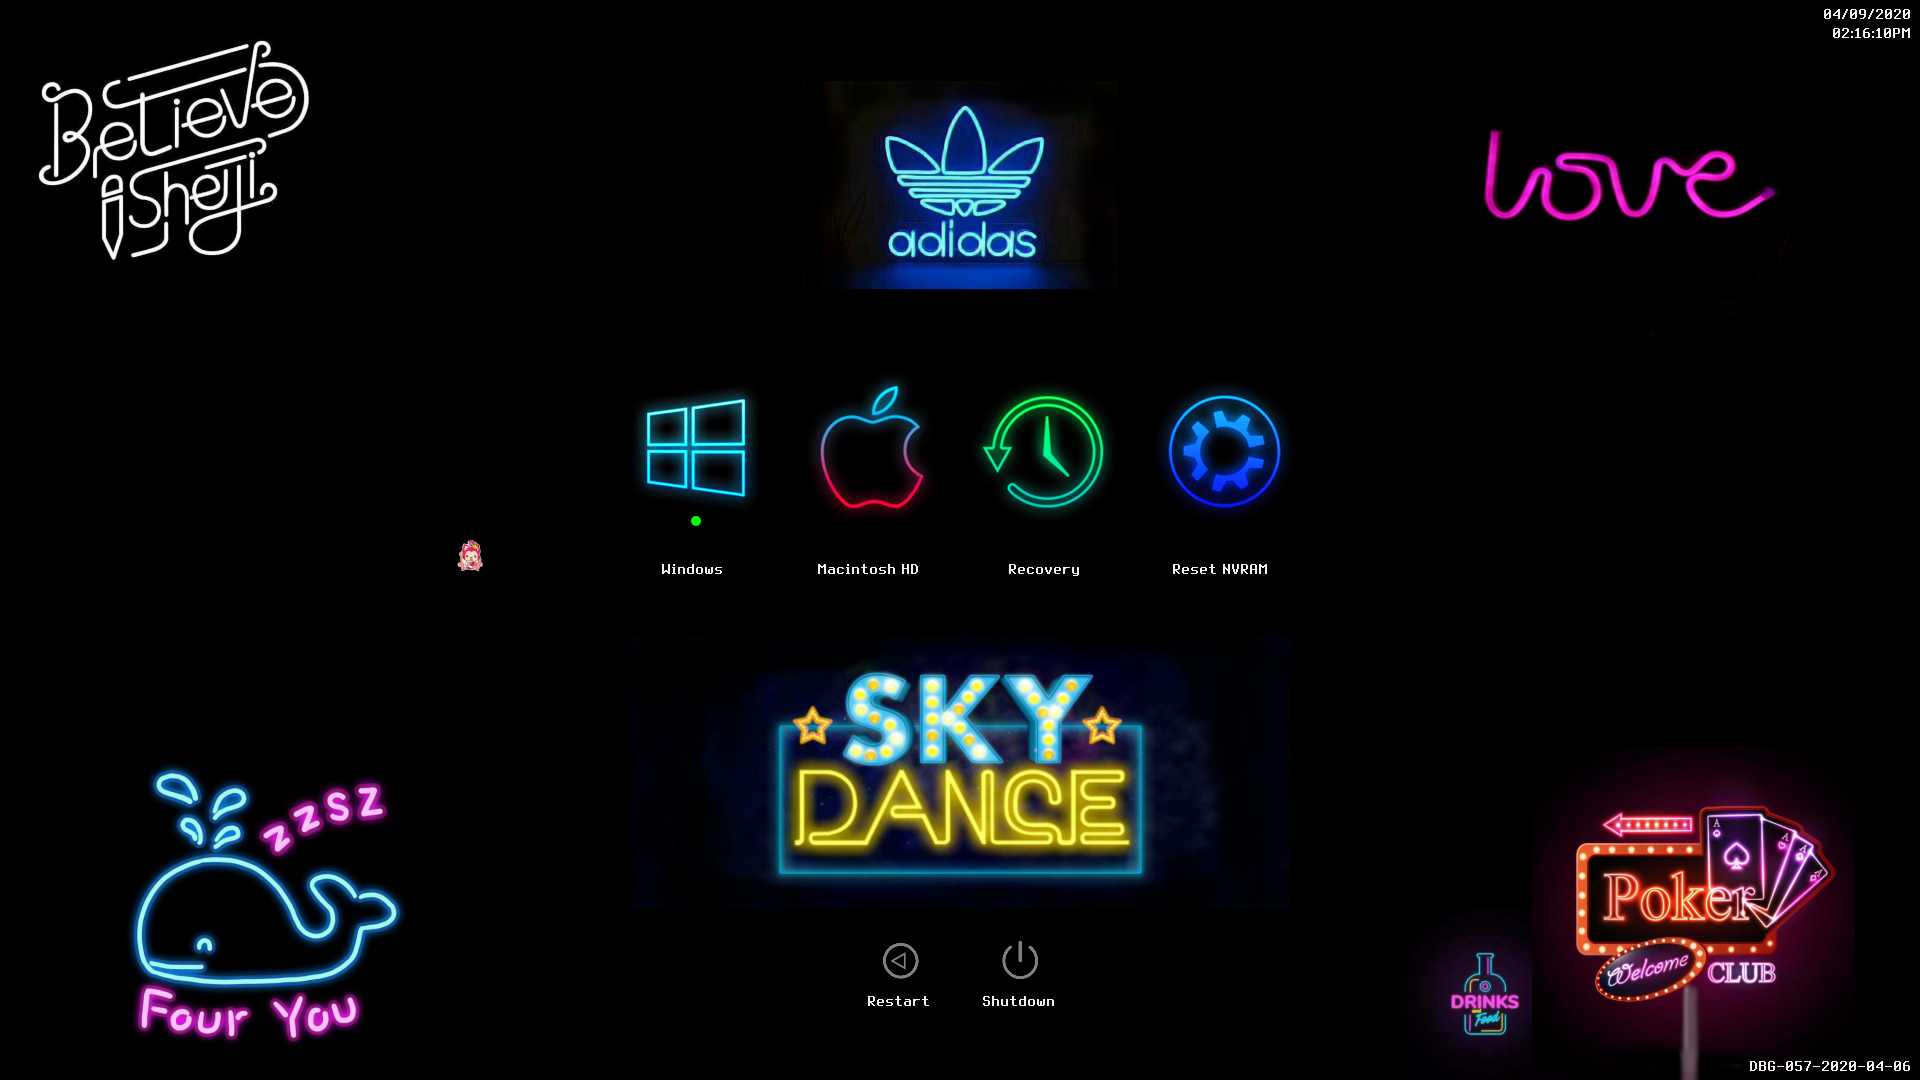 04/09/2020
02:16:10PM
Believe
isheji
adidas
love
Windows
Macintosh HD
Recovery
Reset NVRAM
SKY
DANCE
zzsz
Four You
A
A
A
A
Poker
Welcome
CLUB
DRINKS
and
Food
Restart
Shutdown
DBG-057-2020-04-06